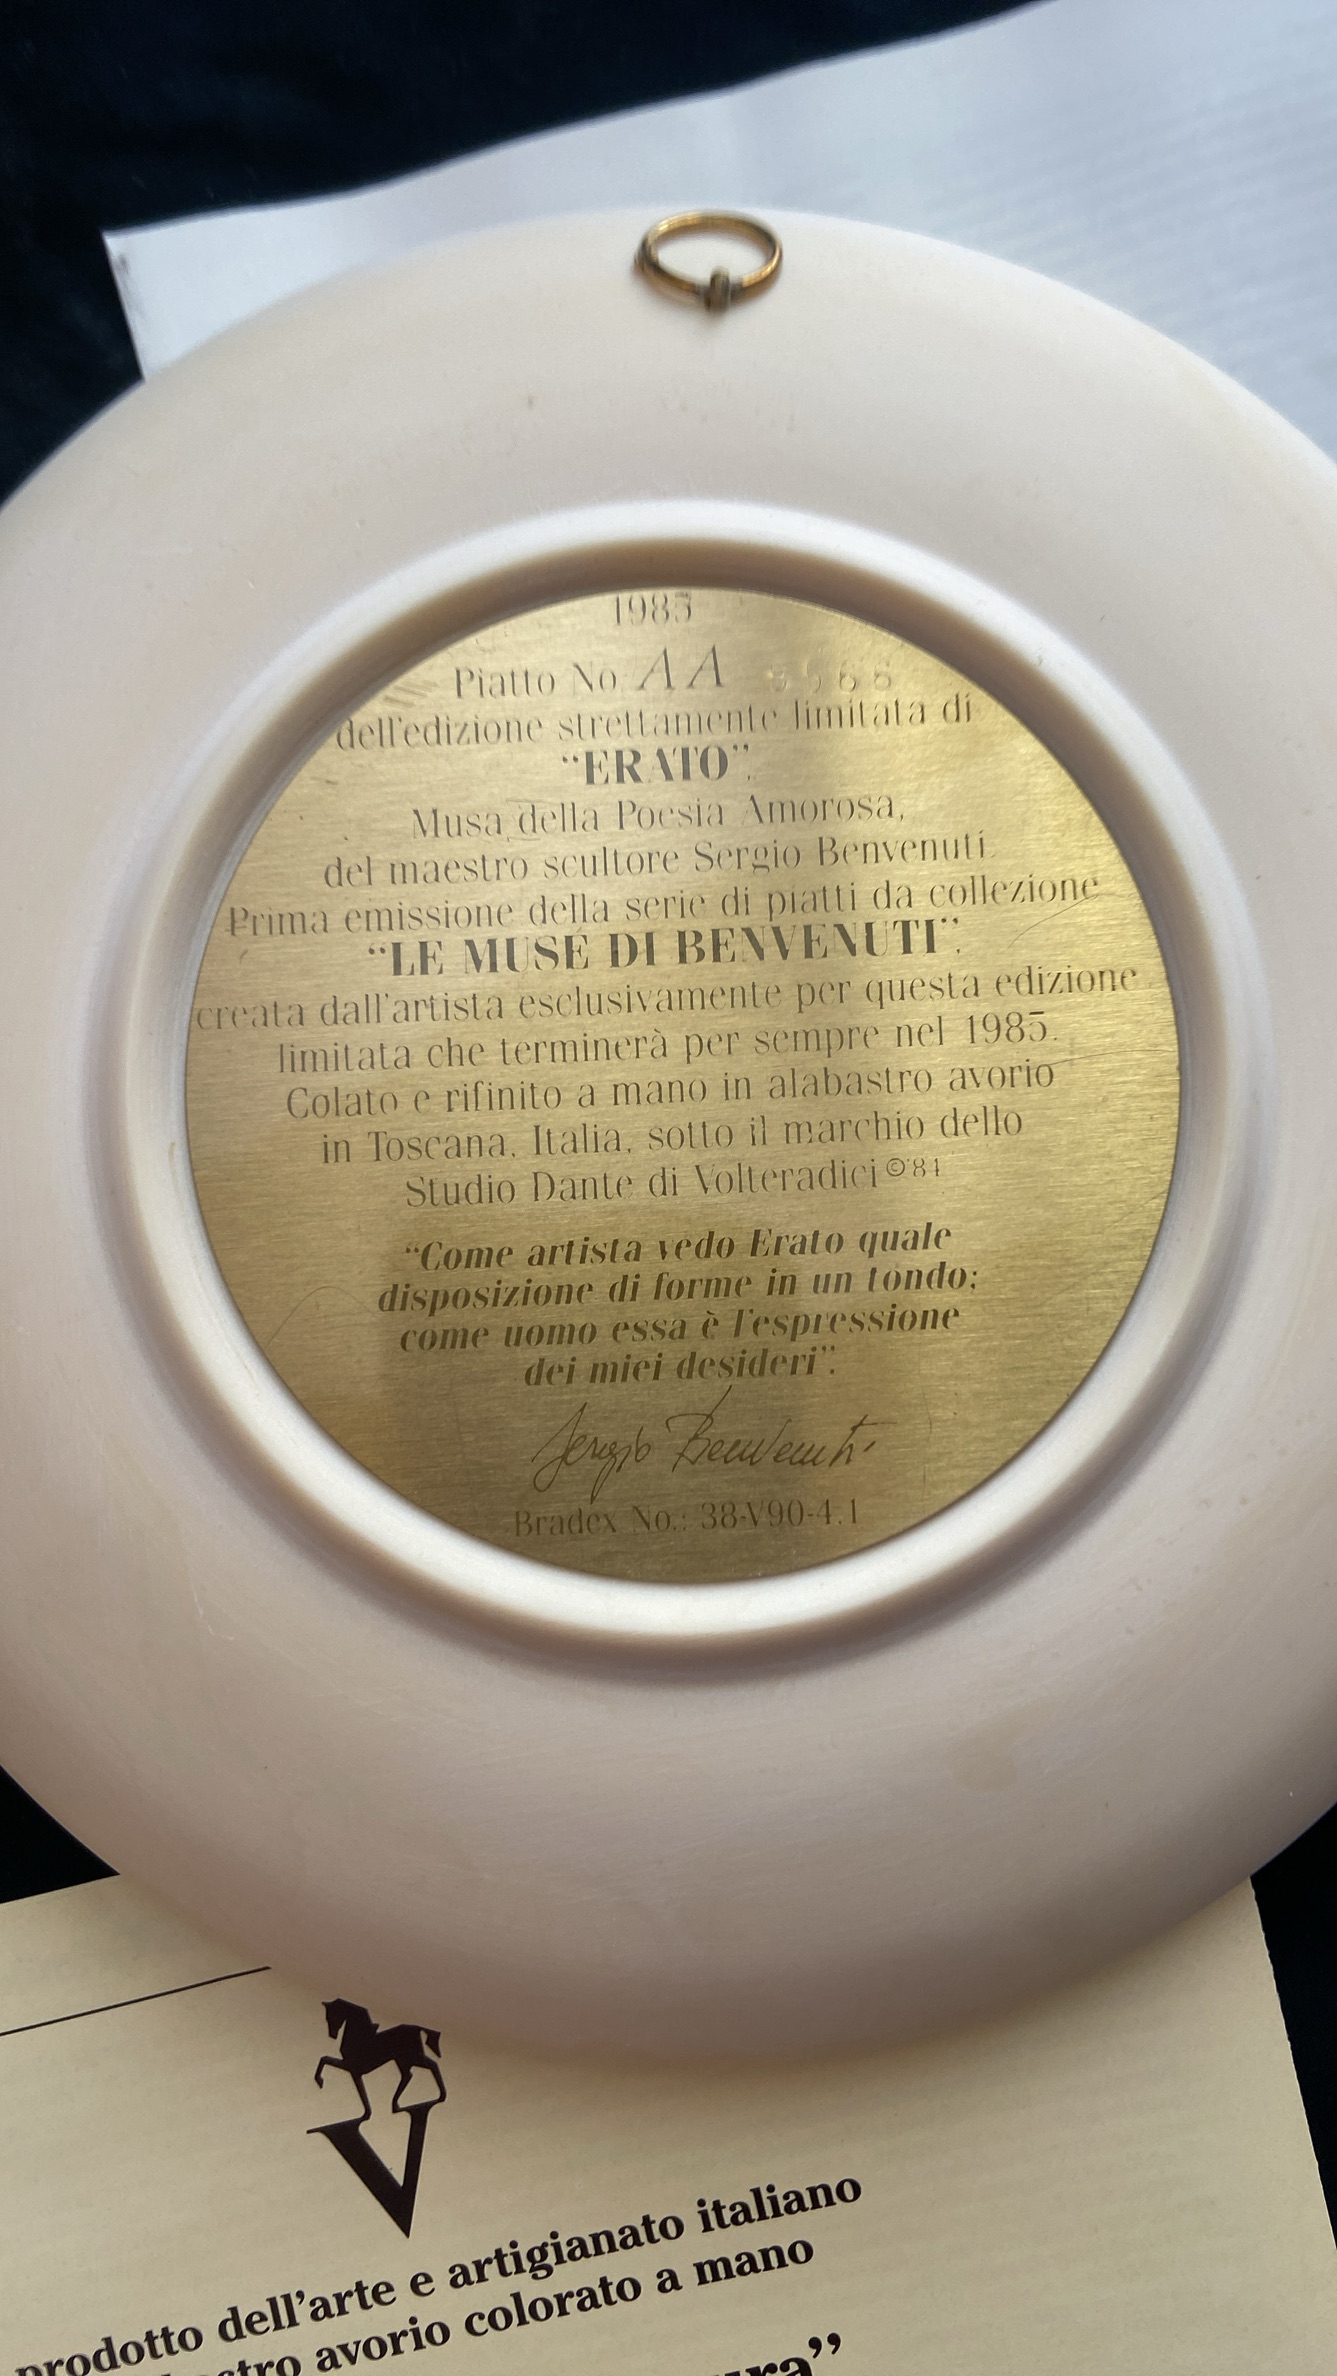 1985
Piatto No. AA
dell'edizione strettamente limitata di
“ERATO”,
Musa della Poesia Amorosa,
del maestro scultore Sergio Benvenuti.
Prima emissione della serie di piatti da collezione
“LE MUSE DI BENVENUTI”,
creata dall'artista esclusivamente per questa edizione
limitata che terminerà per sempre nel 1985.
Colato e rifinito a mano in alabastro avorio
in Toscana, Italia, sotto il marchio dello
Studio Dante di Volteradici ©'84
“Come artista vedo Erato quale
disposizione di forme in un tondo;
come uomo essa è l'espressione
dei miei desideri”.
Sergio Benvenuti
Bradex No.: 38-V90-4.1
V
prodotto dell'arte e artigianato italiano
avorio colorato a mano